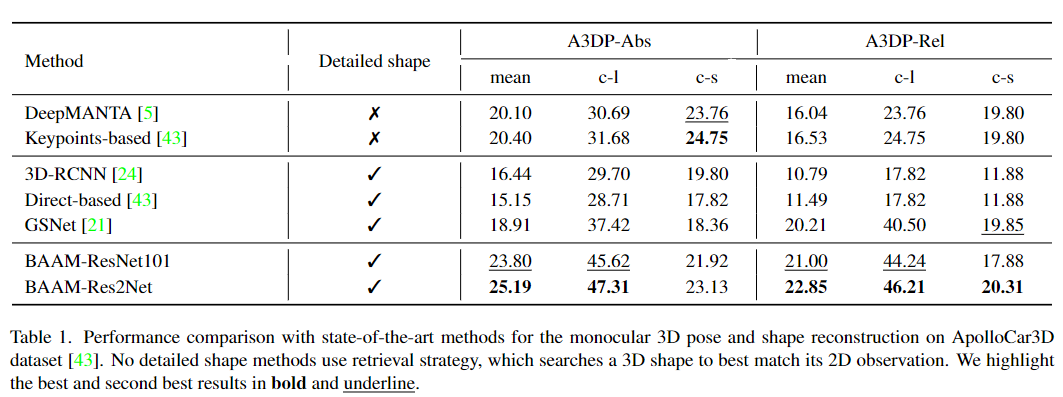 Method Detailed shape A3DP-Abs A3DP-Rel
mean c-l c-s mean c-l c-s
DeepMANTA [5] ✗ 20.10 30.69 23.76 16.04 23.76 19.80
Keypoints-based [43] ✗ 20.40 31.68 24.75 16.53 24.75 19.80
3D-RCNN [24] ✓ 16.44 29.70 19.80 10.79 17.82 11.88
Direct-based [43] ✓ 15.15 28.71 17.82 11.49 17.82 11.88
GSNet [21] ✓ 18.91 37.42 18.36 20.21 40.50 19.85
BAAM-ResNet101 ✓ 23.80 45.62 21.92 21.00 44.24 17.88
BAAM-Res2Net ✓ 25.19 47.31 23.13 22.85 46.21 20.31
Table 1. Performance comparison with state-of-the-art methods for the monocular 3D pose and shape reconstruction on ApolloCar3D
dataset [43]. No detailed shape methods use retrieval strategy, which searches a 3D shape to best match its 2D observation. We highlight
the best and second best results in bold and underline.